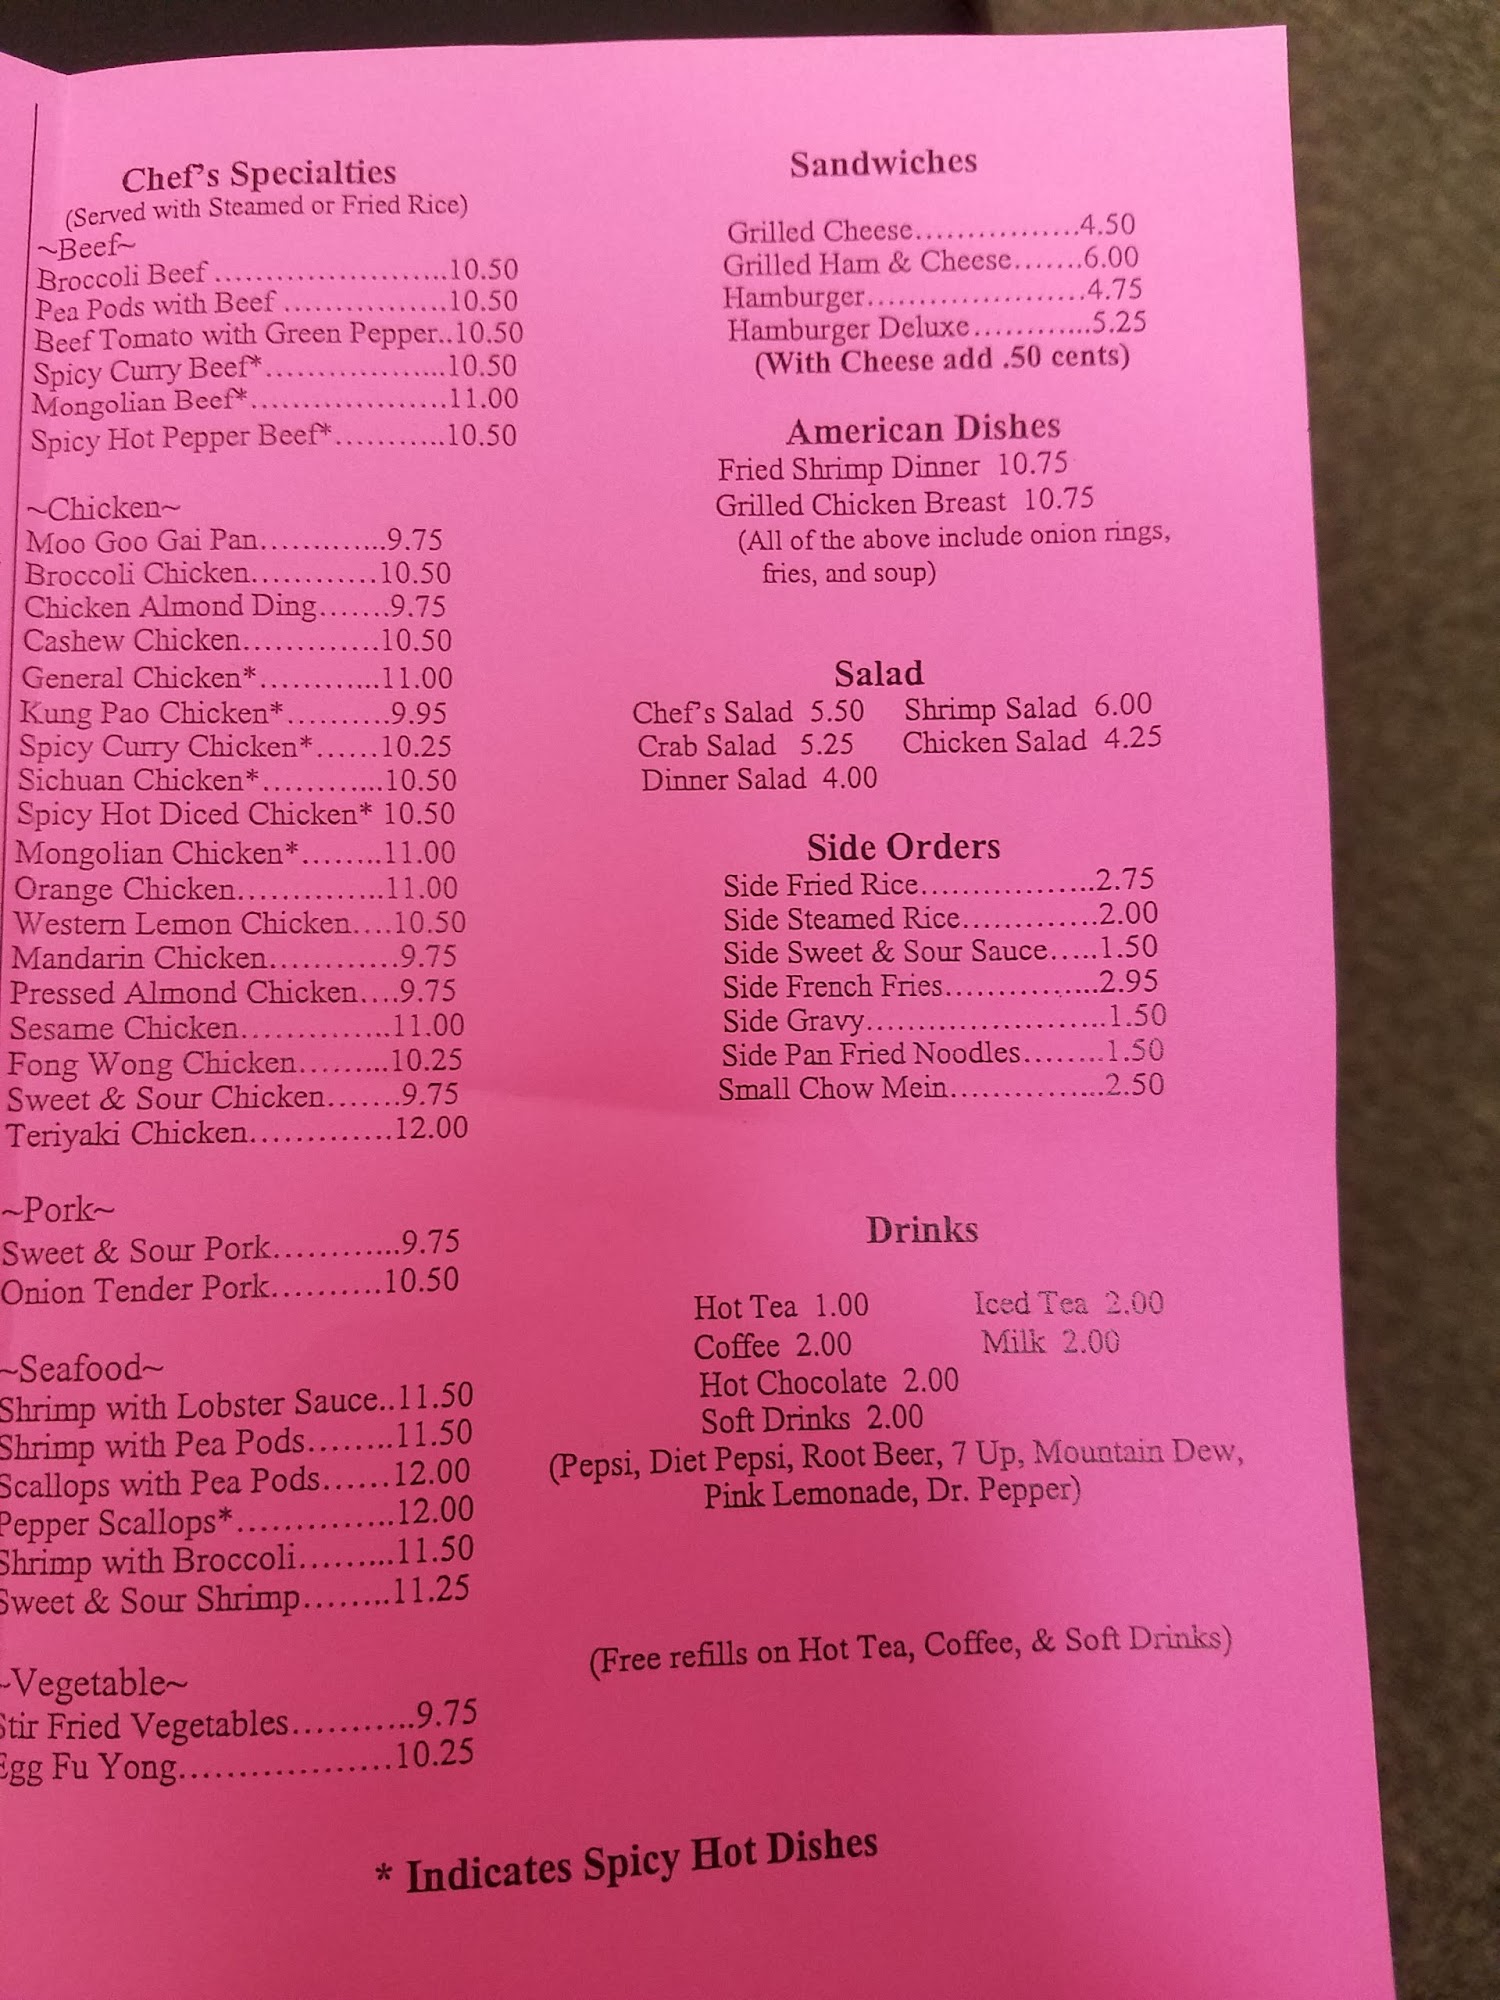 Chef's Specialties
(Served with Steamed or Fried Rice)
~Beef~
Broccoli Beef ........................10.50
Pea Pods with Beef .................10.50
Beef Tomato with Green Pepper..10.50
Spicy Curry Beef*...................10.50
Mongolian Beef*.....................11.00
Spicy Hot Pepper Beef*............10.50
~Chicken~
Moo Goo Gai Pan.............9.75
Broccoli Chicken............10.50
Chicken Almond Ding.......9.75
Cashew Chicken.............10.50
General Chicken*............11.00
Kung Pao Chicken*..........9.95
Spicy Curry Chicken*......10.25
Sichuan Chicken*............10.50
Spicy Hot Diced Chicken* 10.50
Mongolian Chicken*........11.00
Orange Chicken..............11.00
Western Lemon Chicken....10.50
Mandarin Chicken............9.75
Pressed Almond Chicken....9.75
Sesame Chicken..............11.00
Fong Wong Chicken.........10.25
Sweet & Sour Chicken.......9.75
Teriyaki Chicken.............12.00
~Pork~
Sweet & Sour Pork............9.75
Onion Tender Pork..........10.50
~Seafood~
Shrimp with Lobster Sauce..11.50
Shrimp with Pea Pods........11.50
Scallops with Pea Pods......12.00
Pepper Scallops*..............12.00
Shrimp with Broccoli.........11.50
Sweet & Sour Shrimp........11.25
~Vegetable~
Stir Fried Vegetables...........9.75
Egg Fu Yong...................10.25
Sandwiches
Grilled Cheese.................4.50
Grilled Ham & Cheese.......6.00
Hamburger......................4.75
Hamburger Deluxe............5.25
(With Cheese add .50 cents)
American Dishes
Fried Shrimp Dinner 10.75
Grilled Chicken Breast 10.75
(All of the above include onion rings,
fries, and soup)
Salad
Chef's Salad 5.50 Shrimp Salad 6.00
Crab Salad 5.25 Chicken Salad 4.25
Dinner Salad 4.00
Side Orders
Side Fried Rice.................2.75
Side Steamed Rice.............2.00
Side Sweet & Sour Sauce.....1.50
Side French Fries...............2.95
Side Gravy.......................1.50
Side Pan Fried Noodles........1.50
Small Chow Mein...............2.50
Drinks
Hot Tea 1.00 Iced Tea 2.00
Coffee 2.00 Milk 2.00
Hot Chocolate 2.00
Soft Drinks 2.00
(Pepsi, Diet Pepsi, Root Beer, 7 Up, Mountain Dew,
Pink Lemonade, Dr. Pepper)
(Free refills on Hot Tea, Coffee, & Soft Drinks)
* Indicates Spicy Hot Dishes